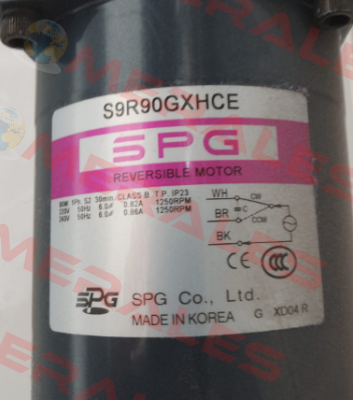 S9R90GXHCE
SPG
REVERSIBLE MOTOR
90W 1Ph. S2 30min. CLASS B T.P. IP23
220V 50Hz 6.0㎌ 0.82A 1250RPM
240V 50Hz 6.0㎌ 0.86A 1250RPM
WH
CW
C
BR
CCW
BK
CE CCC
SPG SPG Co., Ltd.
MADE IN KOREA G XD04 R
MERALES